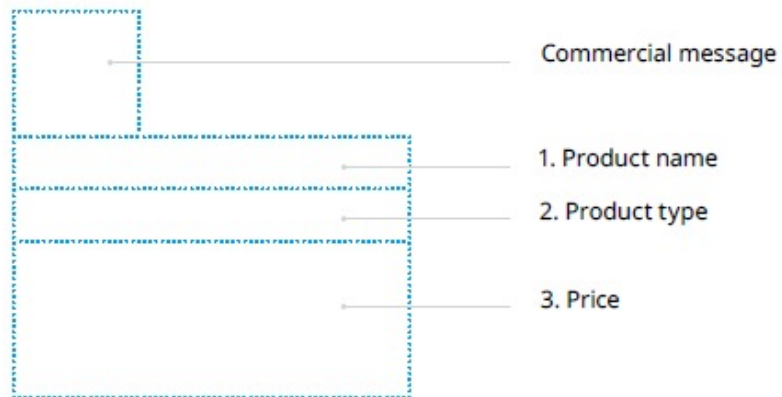 Commercial message
1. Product name
2. Product type
3. Price